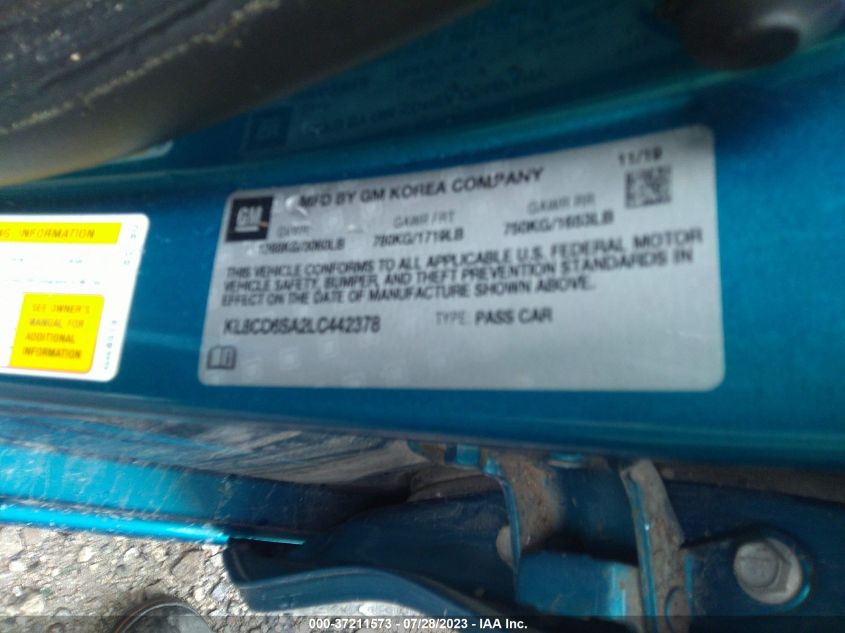 MFD BY GM KOREA COMPANY
11/19
GM
GVWR
GAWR FRT
GAWR RR
780KG/1719LB
750KG/1653LB
THIS VEHICLE CONFORMS TO ALL APPLICABLE U.S. FEDERAL MOTOR
VEHICLE SAFETY, BUMPER, AND THEFT PREVENTION STANDARDS IN
EFFECT ON THE DATE OF MANUFACTURE SHOWN ABOVE.
KL8CD6SA2LC442378
TYPE: PASS CAR
INFORMATION
SEE OWNER'S
MANUAL FOR
ADDITIONAL
INFORMATION
000-37211573 / 07/28/2023 - IAA Inc.